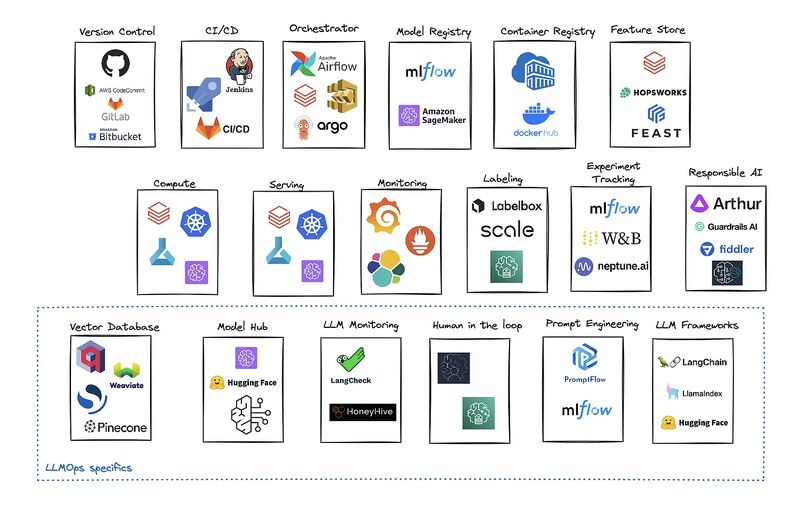 Version Control
CI/CD
Orchestrator
Model Registry
Container Registry
Feature Store
AWS CodeCommit
GitLab
Bitbucket
Jenkins
CI/CD
Apache
Airflow
argo
mlflow
Amazon
SageMaker
dockerhub
HOPSWORKS
FEAST
Compute
Serving
Monitoring
Labeling
Experiment
Tracking
Responsible AI
Labelbox
scale
mlflow
W&B
neptune.ai
Arthur
Guardrails AI
fiddler
Vector Database
Model Hub
LLM Monitoring
Human in the loop
Prompt Engineering
LLM Frameworks
Weaviate
Pinecone
Hugging Face
LangCheck
HoneyHive
PromptFlow
mlflow
LangChain
LlamaIndex
Hugging Face
LLMOps specifics